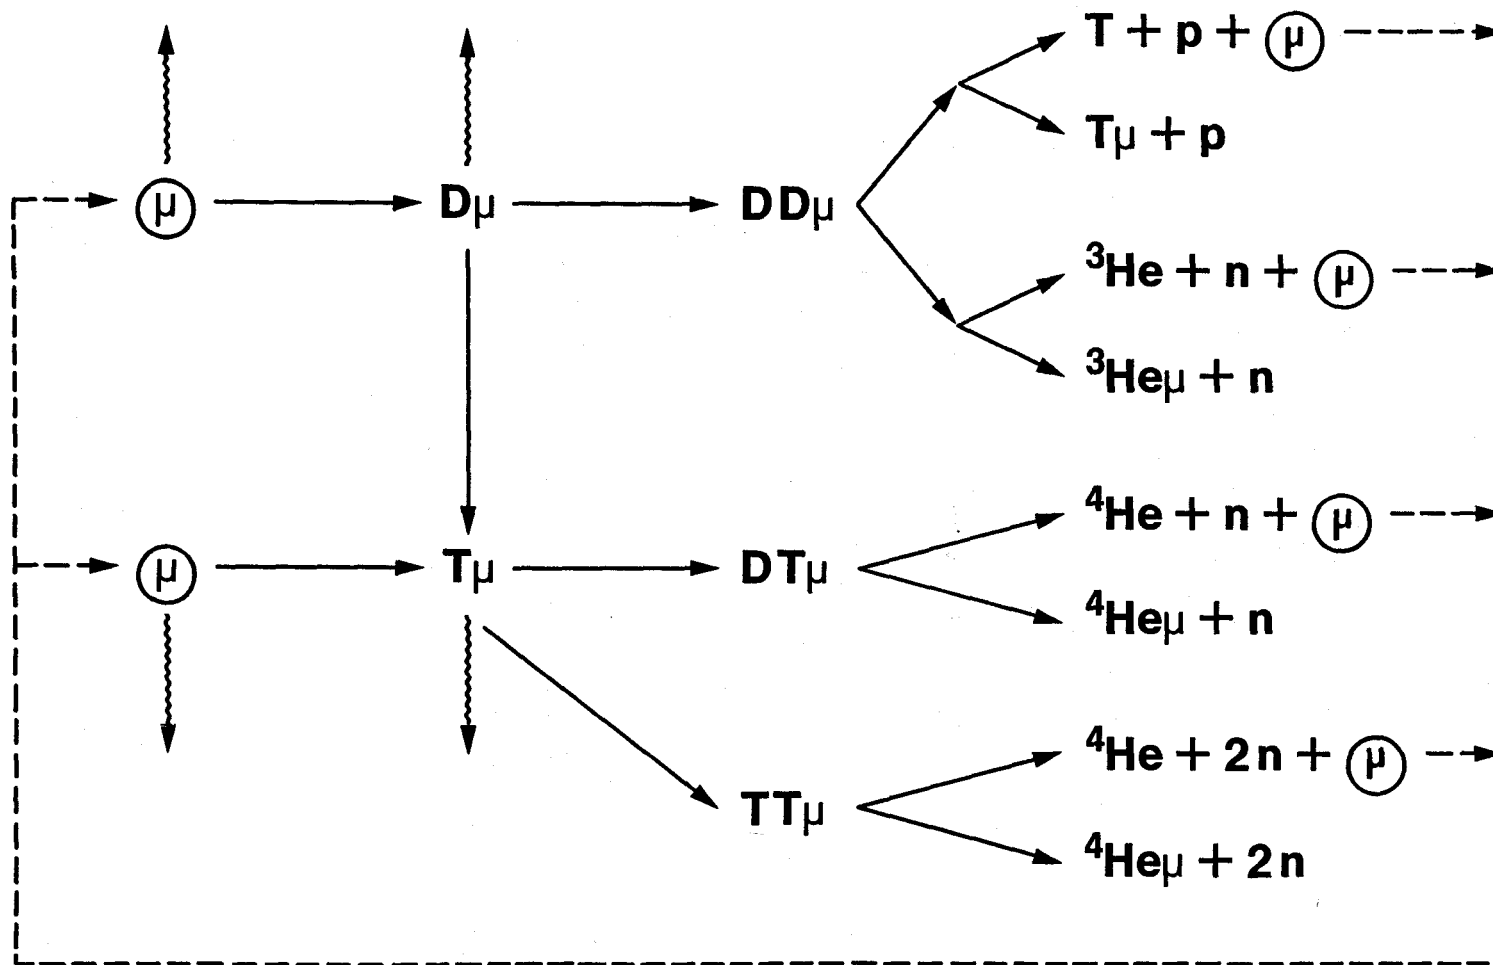 T + p + μ
Tμ + p
μ Dμ DDμ
³He + n + μ
³Heμ + n
⁴He + n + μ
μ Tμ DTμ
⁴Heμ + n
⁴He + 2n + μ
TTμ
⁴Heμ + 2n